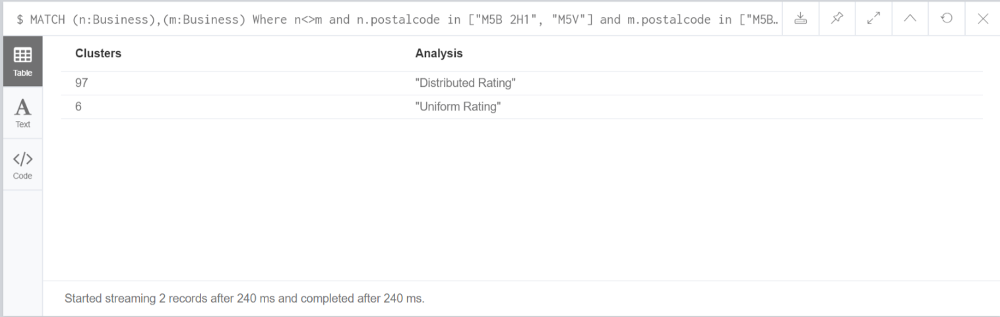 $ MATCH (n:Business),(m:Business) Where n<>m and n.postalcode in ["M5B 2H1", "M5V"] and m.postalcode in ["M5B…
Table
Clusters Analysis
97 "Distributed Rating"
6 "Uniform Rating"
A
Text
</>
Code
Started streaming 2 records after 240 ms and completed after 240 ms.